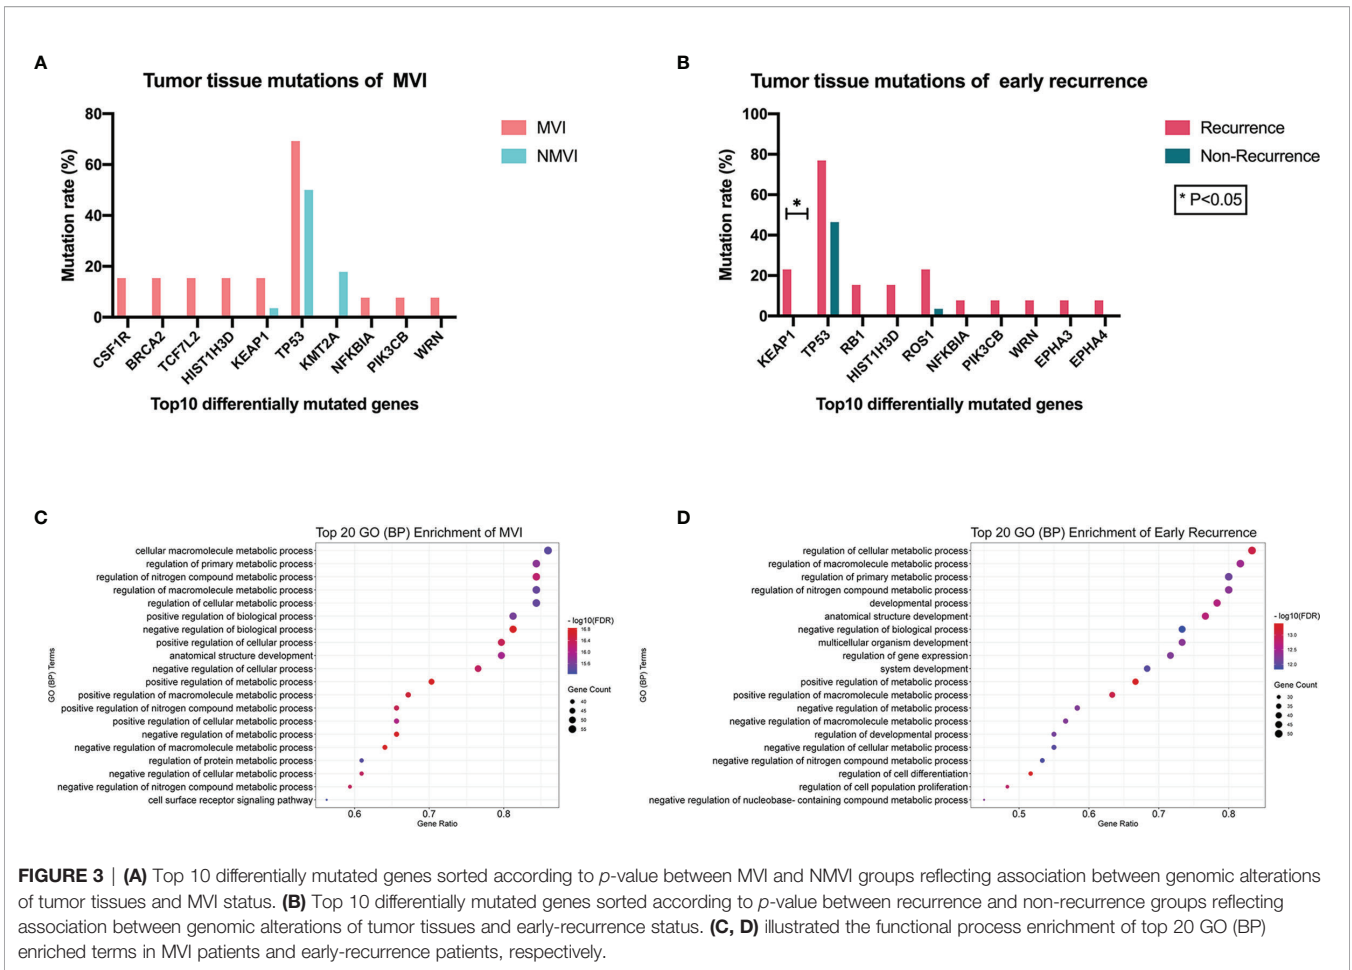 A
Tumor tissue mutations of MVI
80
60
40
20
0
Mutation rate (%)
MVI
NMVI
CSF1R
BRCA2
TCF7L2
HIST1H3D
KEAP1
TP53
KMT2A
NFKBIA
PIK3CB
WRN
Top10 differentially mutated genes
B
Tumor tissue mutations of early recurrence
100
80
60
40
20
0
Mutation rate (%)
*
Recurrence
Non-Recurrence
* P<0.05
KEAP1
TP53
RB1
HIST1H3D
ROS1
NFKBIA
PIK3CB
WRN
EPHA3
EPHA4
Top10 differentially mutated genes
C
Top 20 GO (BP) Enrichment of MVI
GO (BP) Terms
cellular macromolecule metabolic process
regulation of primary metabolic process
regulation of nitrogen compound metabolic process
regulation of macromolecule metabolic process
regulation of cellular metabolic process
positive regulation of biological process
negative regulation of biological process
positive regulation of cellular process
anatomical structure development
negative regulation of cellular process
positive regulation of metabolic process
positive regulation of macromolecule metabolic process
positive regulation of nitrogen compound metabolic process
positive regulation of cellular metabolic process
negative regulation of metabolic process
negative regulation of macromolecule metabolic process
regulation of protein metabolic process
negative regulation of cellular metabolic process
negative regulation of nitrogen compound metabolic process
cell surface receptor signaling pathway
0.6 0.7 0.8
Gene Ratio
- log10(FDR)
16.0
15.6
Gene Count
40
45
50
55
D
Top 20 GO (BP) Enrichment of Early Recurrence
GO (BP) Terms
regulation of cellular metabolic process
regulation of macromolecule metabolic process
regulation of primary metabolic process
regulation of nitrogen compound metabolic process
developmental process
anatomical structure development
negative regulation of biological process
multicellular organism development
regulation of gene expression
system development
positive regulation of metabolic process
positive regulation of macromolecule metabolic process
negative regulation of metabolic process
negative regulation of macromolecule metabolic process
regulation of developmental process
negative regulation of cellular metabolic process
negative regulation of nitrogen compound metabolic process
regulation of cell differentiation
regulation of cell population proliferation
negative regulation of nucleobase- containing compound metabolic process
0.5 0.6 0.7 0.8
Gene Ratio
- log10(FDR)
13.0
12.5
12.0
Gene Count
30
35
40
45
50
FIGURE 3 | (A) Top 10 differentially mutated genes sorted according to p-value between MVI and NMVI groups reflecting association between genomic alterations
of tumor tissues and MVI status. (B) Top 10 differentially mutated genes sorted according to p-value between recurrence and non-recurrence groups reflecting
association between genomic alterations of tumor tissues and early-recurrence status. (C, D) illustrated the functional process enrichment of top 20 GO (BP)
enriched terms in MVI patients and early-recurrence patients, respectively.